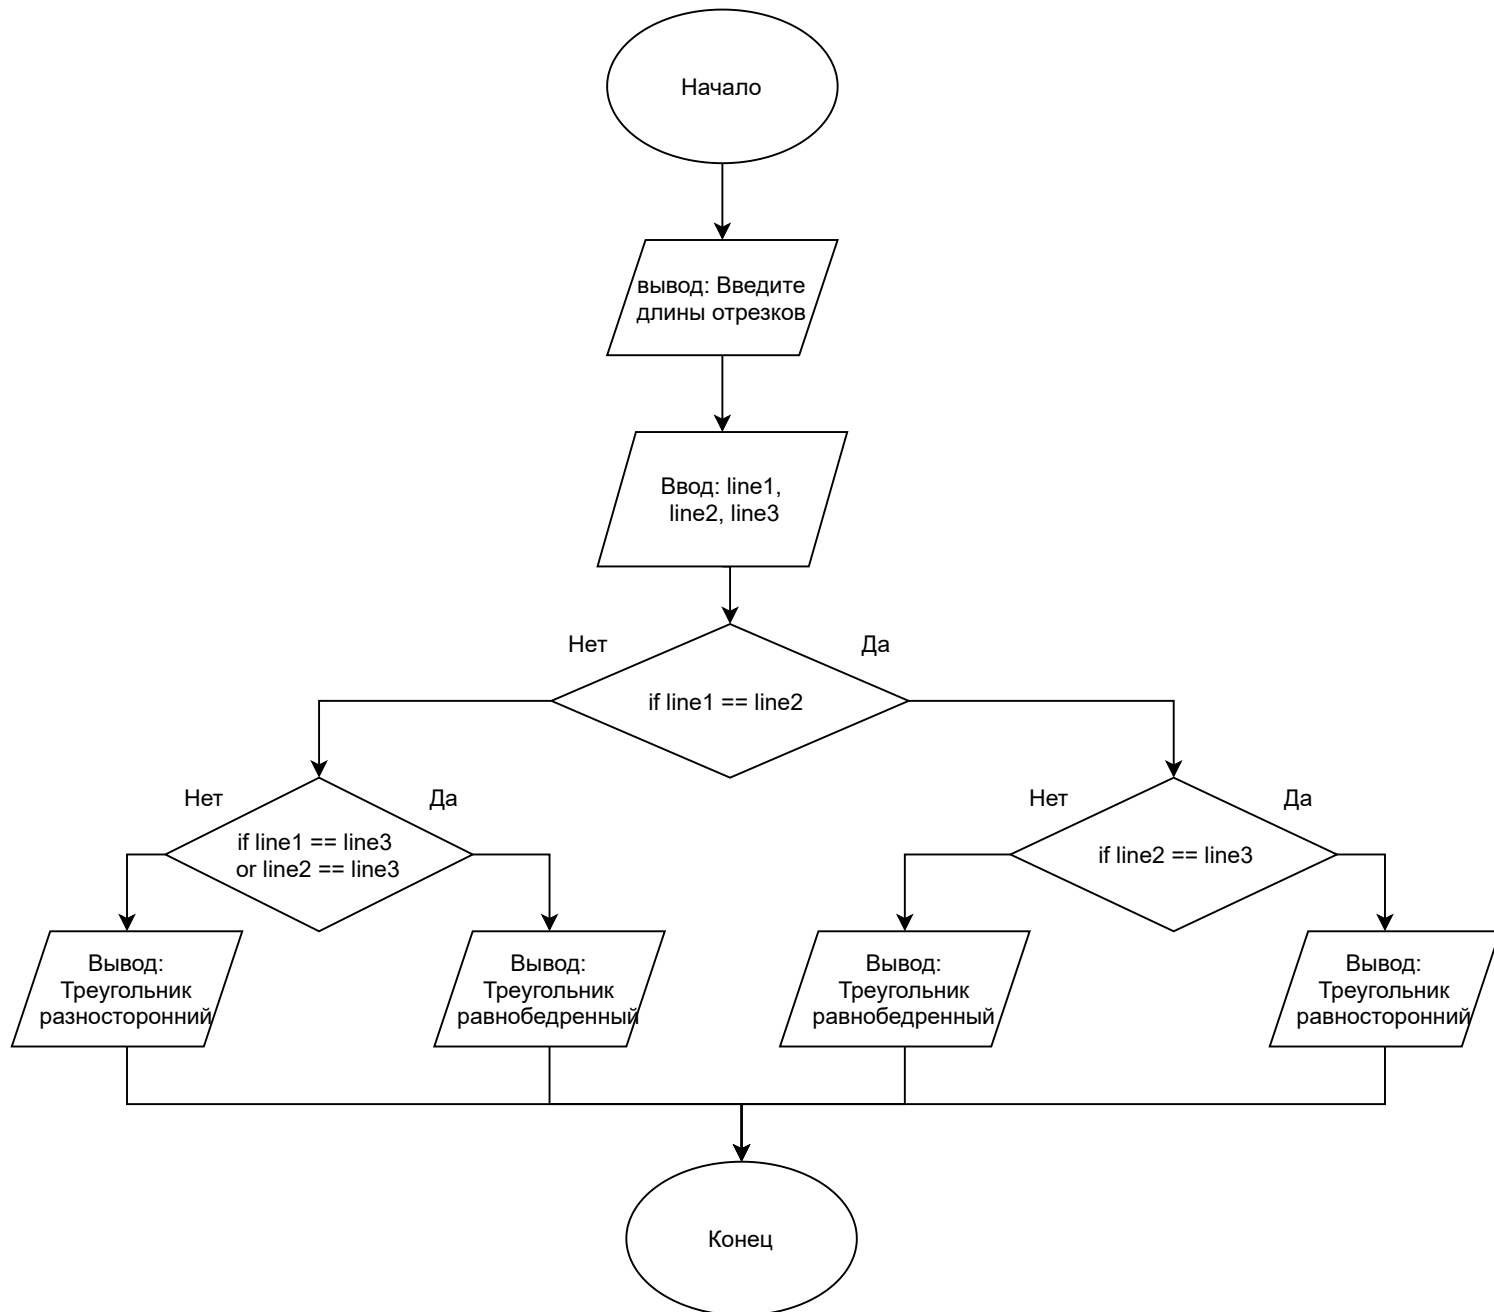 Начало
вывод: Введите
длины отрезков
Ввод: line1,
line2, line3
Нет
Да
if line1 == line2
Нет
Да
if line1 == line3
or line2 == line3
Нет
Да
if line2 == line3
Вывод:
Треугольник
разносторонний
Вывод:
Треугольник
равнобедренный
Вывод:
Треугольник
равнобедренный
Вывод:
Треугольник
равносторонний
Конец